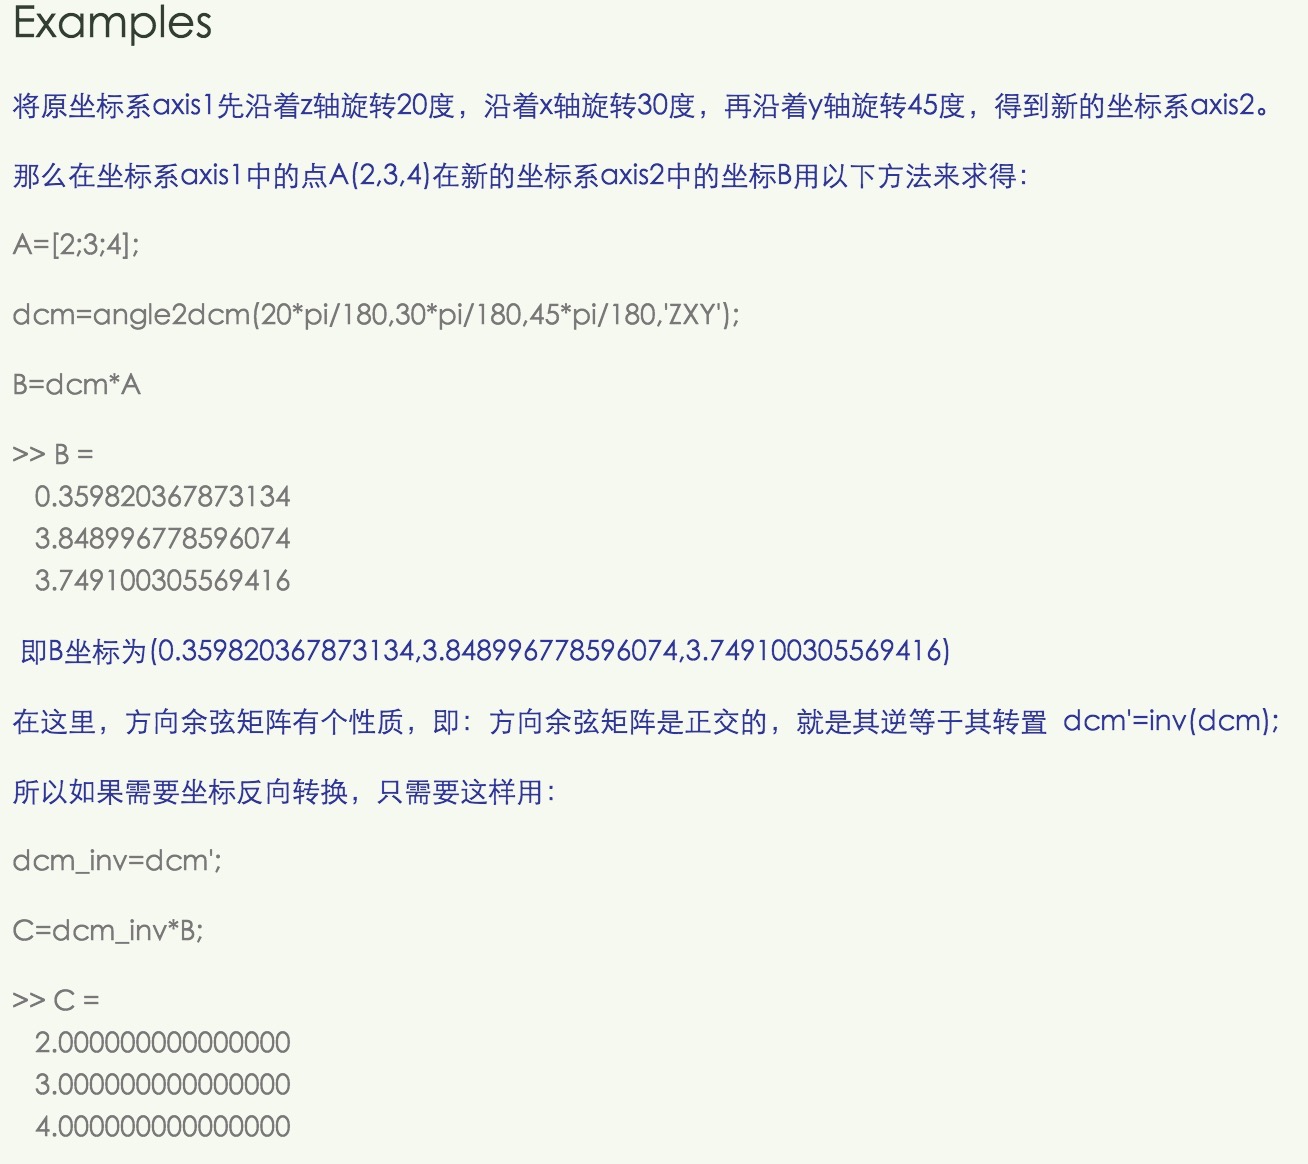 Examples
将原坐标系axis1先沿着z轴旋转20度，沿着x轴旋转30度，再沿着y轴旋转45度，得到新的坐标系axis2。
那么在坐标系axis1中的点A(2,3,4)在新的坐标系axis2中的坐标B用以下方法来求得：
A=[2;3;4];
dcm=angle2dcm(20*pi/180,30*pi/180,45*pi/180,'ZXY');
B=dcm*A
>> B =
0.359820367873134
3.848996778596074
3.749100305569416
即B坐标为(0.359820367873134,3.848996778596074,3.749100305569416)
在这里，方向余弦矩阵有个性质，即：方向余弦矩阵是正交的，就是其逆等于其转置 dcm'=inv(dcm);
所以如果需要坐标反向转换，只需要这样用：
dcm_inv=dcm';
C=dcm_inv*B;
>> C =
2.000000000000000
3.000000000000000
4.000000000000000